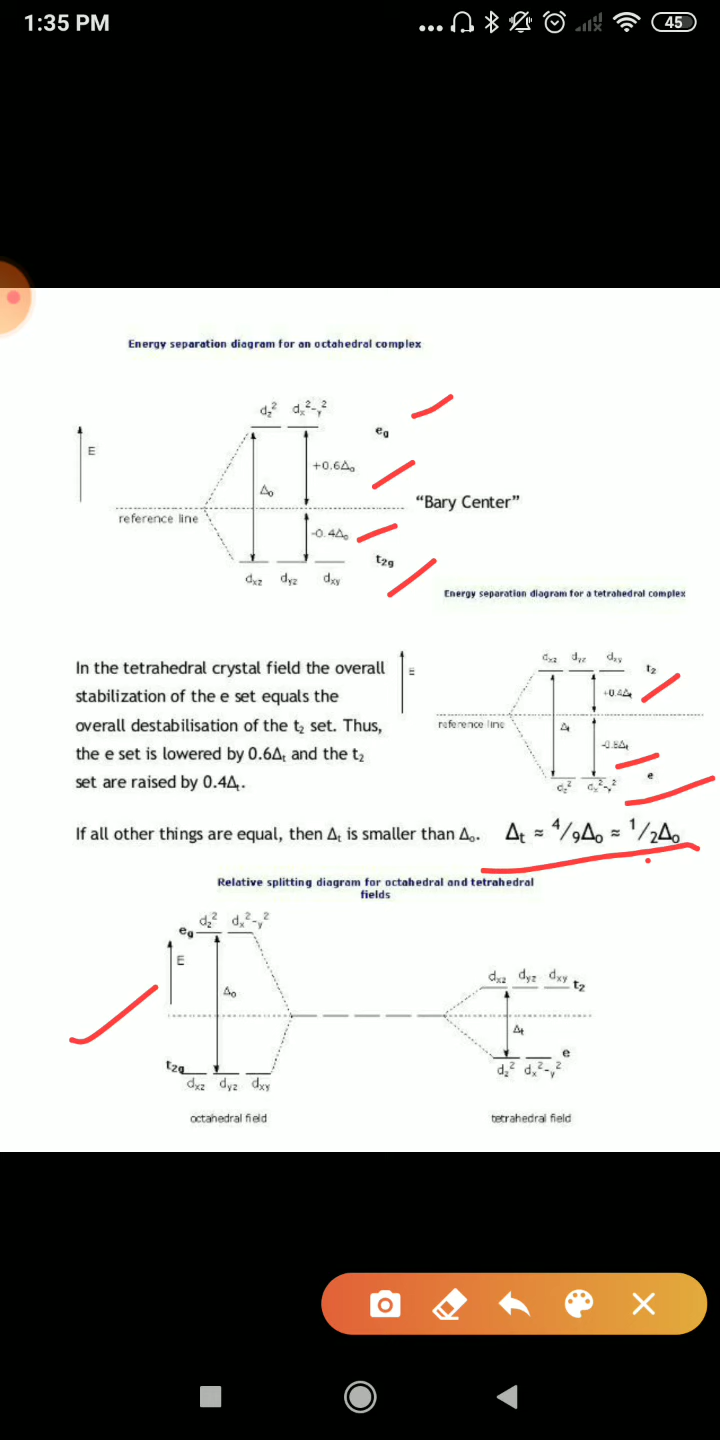 1:35 PM
45
Energy separation diagram for an octahedral complex
d_z² d_x²-y²
e_g
E
+0.6Δ_o
Δ_o
"Bary Center"
reference line
-0.4Δ_o
t_2g
d_xz d_yz d_xy
Energy separation diagram for a tetrahedral complex
In the tetrahedral crystal field the overall
stabilization of the e set equals the
overall destabilisation of the t₂ set. Thus,
the e set is lowered by 0.6Δ_t and the t₂
set are raised by 0.4Δ_t.
E
d_xz d_yz d_xy
t₂
+0.4Δ_t
reference line
Δ_t
e
d_z² d_x²-y²
If all other things are equal, then Δ_t is smaller than Δ_o. Δ_t ≈ 4/9Δ_o ≈ 1/2Δ_o
Relative splitting diagram for octahedral and tetrahedral
fields
d_z² d_x²-y²
e_g
E
Δ_o
t_2g
d_xz d_yz d_xy
octahedral field
d_xz d_yz d_xy t₂
Δ_t
e
d_z² d_x²-y²
tetrahedral field